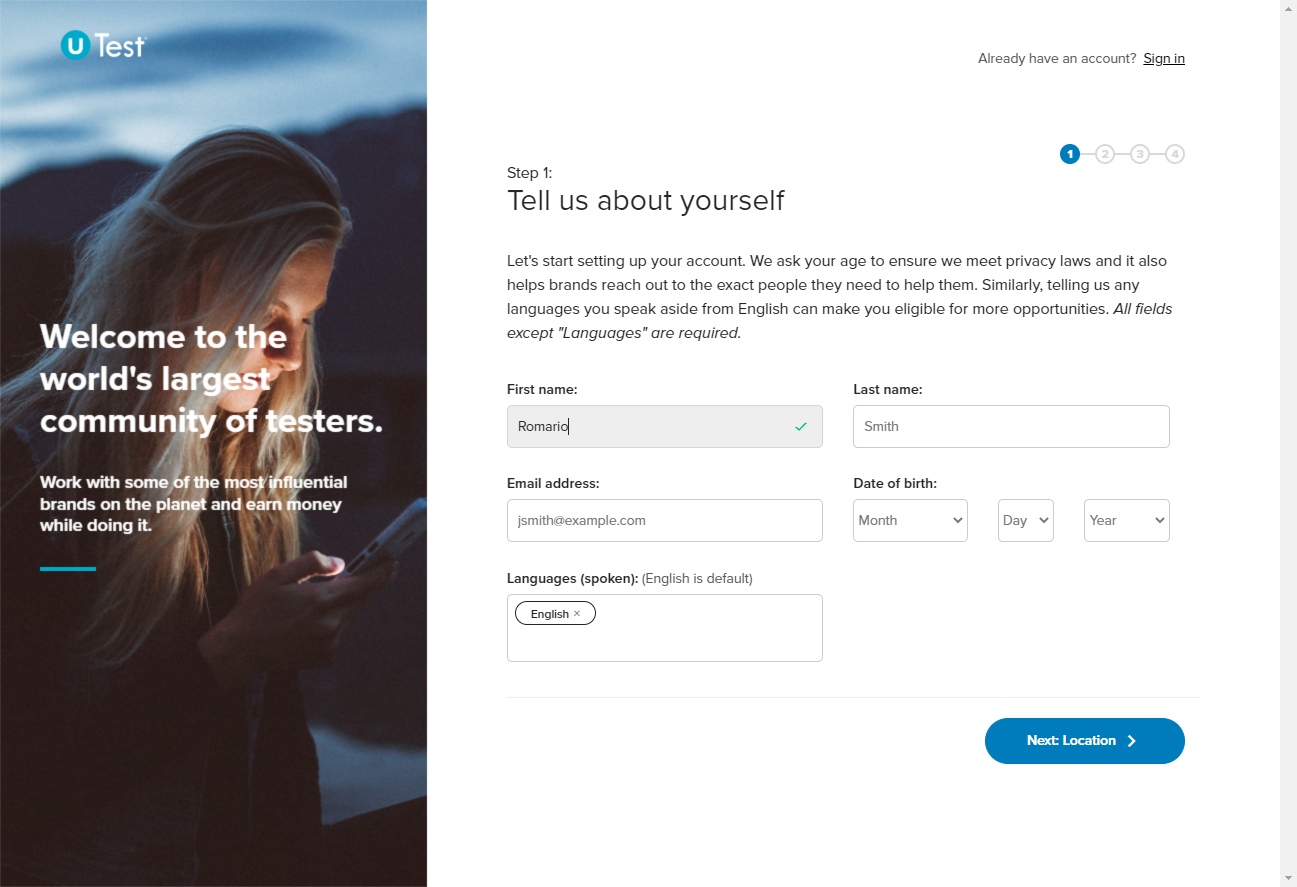 U Test
Already have an account? Sign in
1 2 3 4
Step 1:
Tell us about yourself
Let's start setting up your account. We ask your age to ensure we meet privacy laws and it also
helps brands reach out to the exact people they need to help them. Similarly, telling us any
languages you speak aside from English can make you eligible for more opportunities. All fields
except "Languages" are required.
Welcome to the
world's largest
community of testers.
Work with some of the most influential
brands on the planet and earn money
while doing it.
First name: Last name:
Romario Smith
Email address: Date of birth:
jsmith@example.com Month Day Year
Languages (spoken): (English is default)
English ×
Next: Location